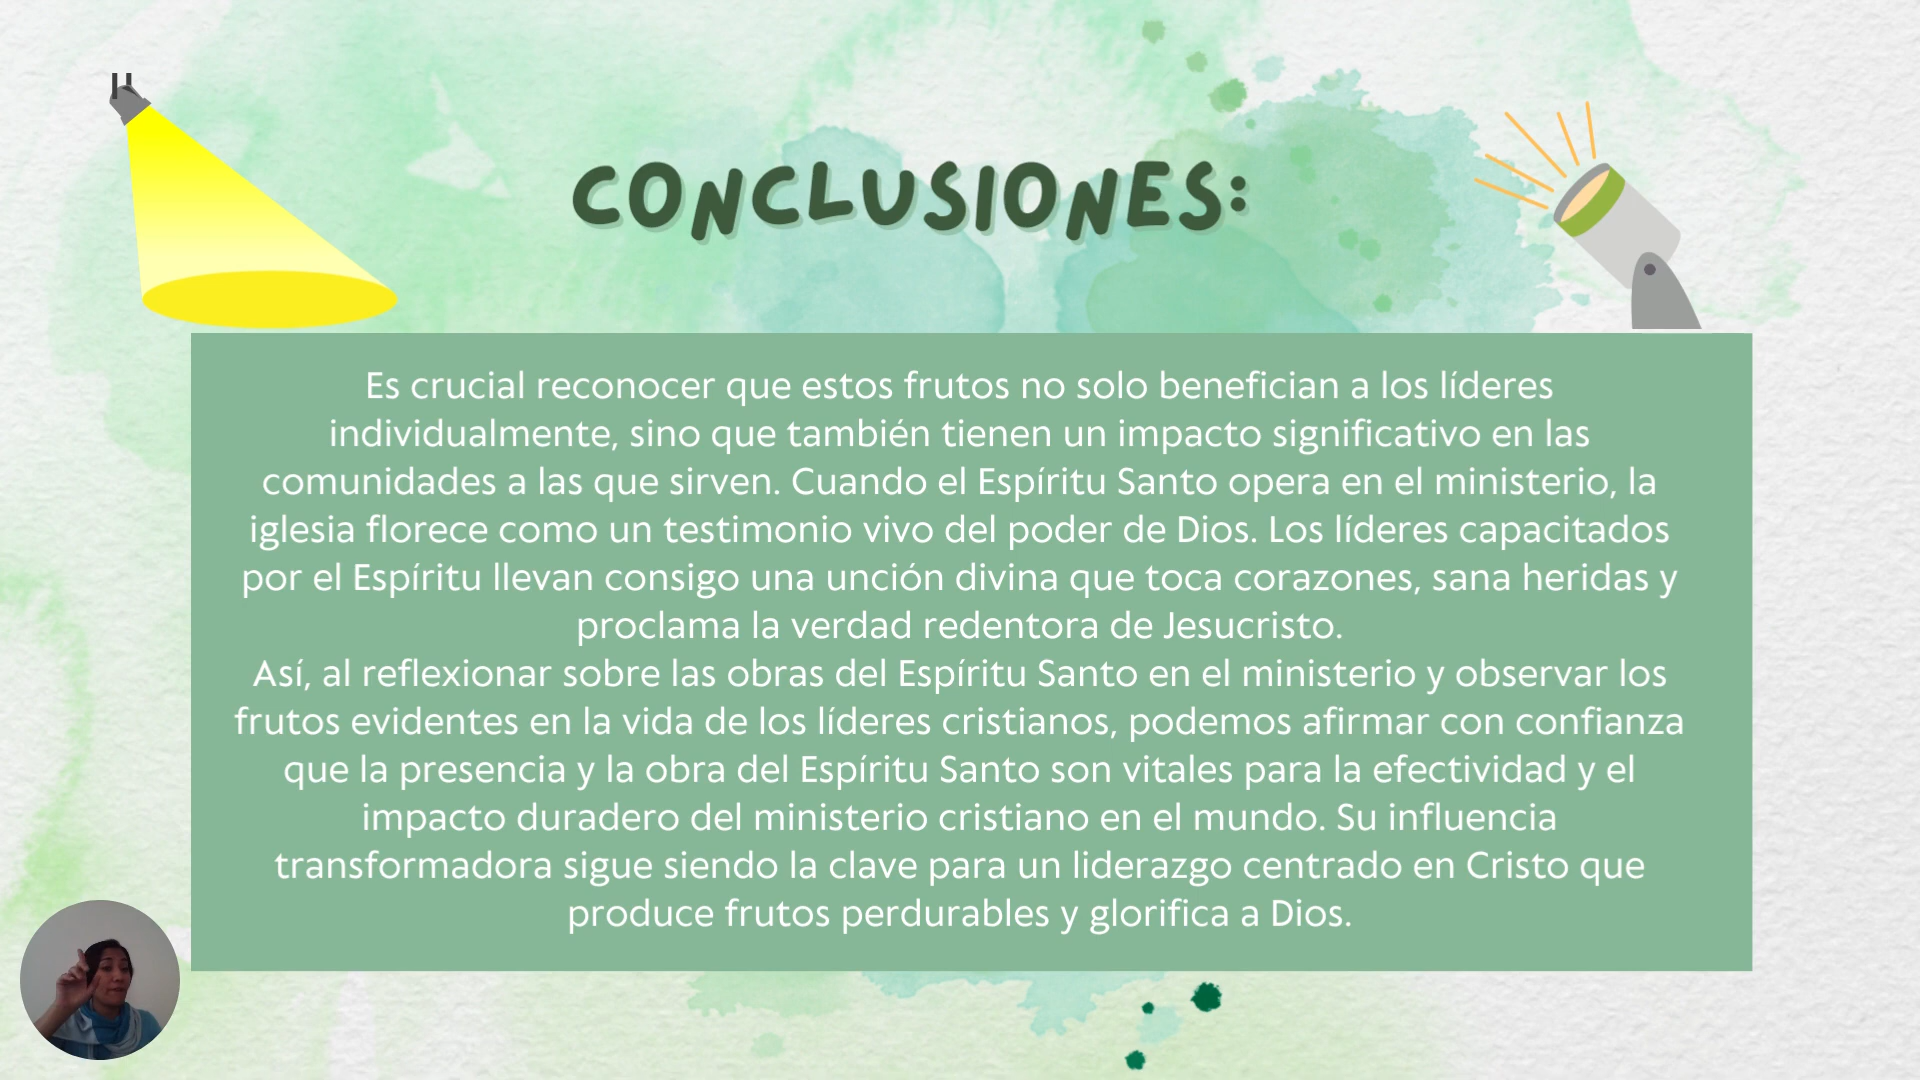 CONCLUSIONES:
Es crucial reconocer que estos frutos no solo benefician a los líderes
individualmente, sino que también tienen un impacto significativo en las
comunidades a las que sirven. Cuando el Espíritu Santo opera en el ministerio, la
iglesia florece como un testimonio vivo del poder de Dios. Los líderes capacitados
por el Espíritu llevan consigo una unción divina que toca corazones, sana heridas y
proclama la verdad redentora de Jesucristo.
Así, al reflexionar sobre las obras del Espíritu Santo en el ministerio y observar los
frutos evidentes en la vida de los líderes cristianos, podemos afirmar con confianza
que la presencia y la obra del Espíritu Santo son vitales para la efectividad y el
impacto duradero del ministerio cristiano en el mundo. Su influencia
transformadora sigue siendo la clave para un liderazgo centrado en Cristo que
produce frutos perdurables y glorifica a Dios.